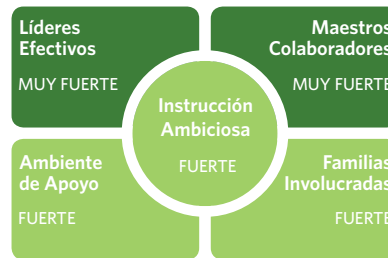 Líderes
Efectivos
MUY FUERTE
Maestros
Colaboradores
MUY FUERTE
Instrucción
Ambiciosa
FUERTE
Ambiente
de Apoyo
FUERTE
Familias
Involucradas
FUERTE